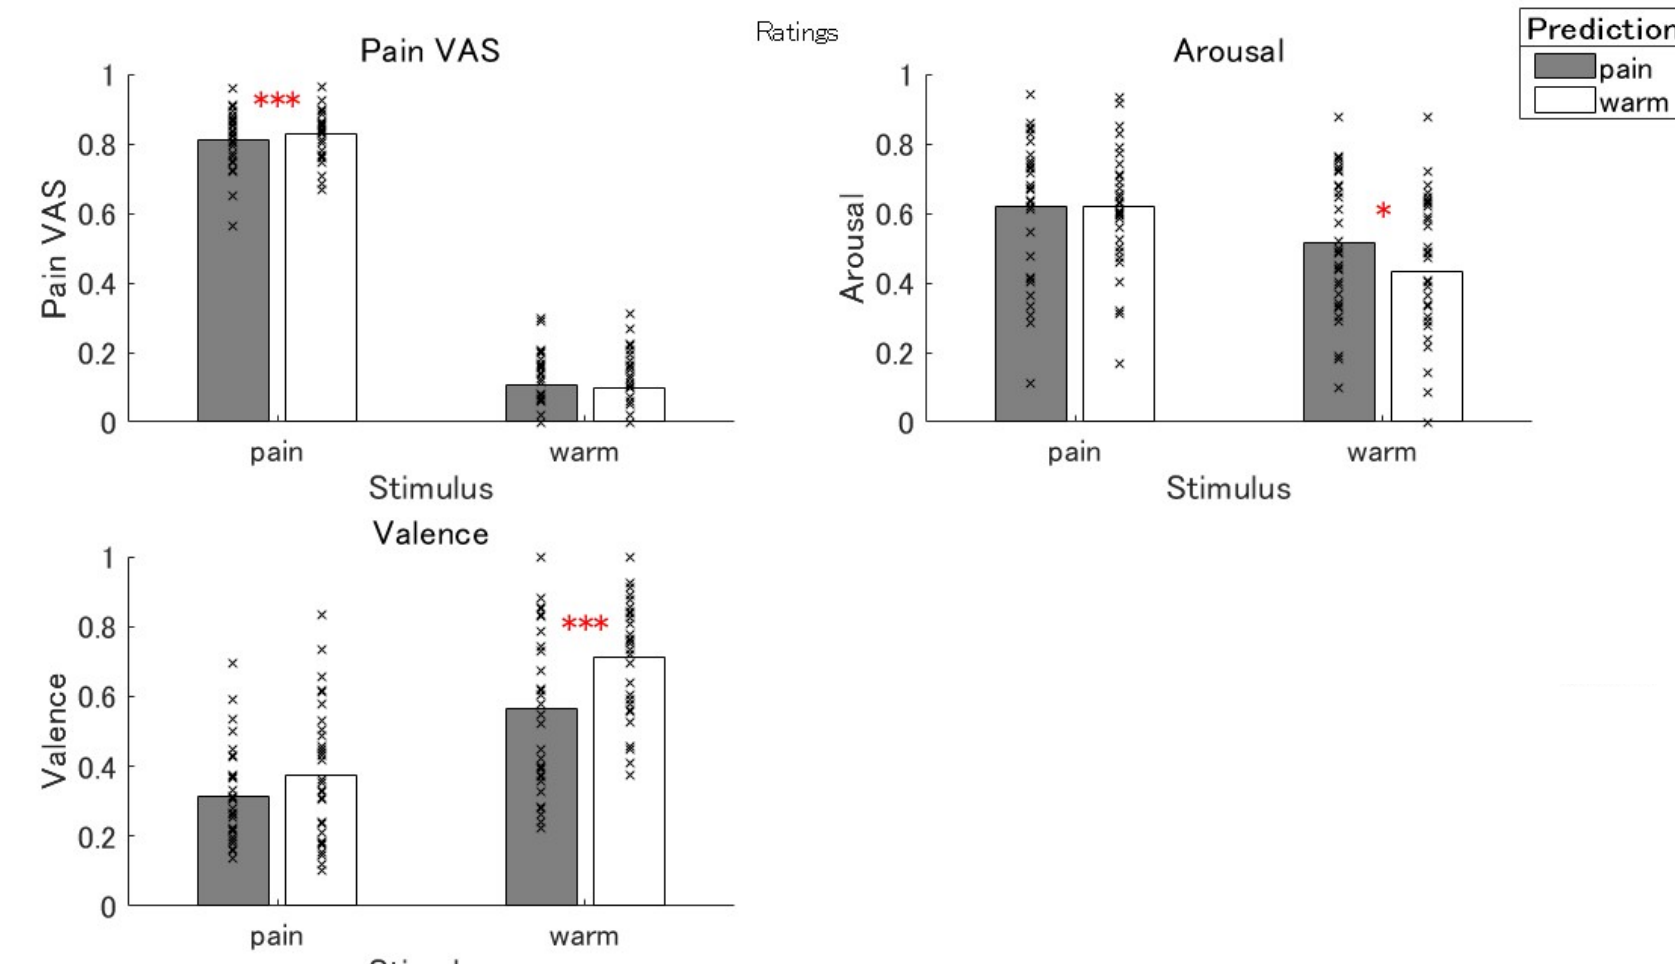 Ratings
Prediction
pain
warm
Pain VAS
***
1
0.8
0.6
0.4
0.2
0
Pain VAS
pain
warm
Stimulus
Arousal
*
1
0.8
0.6
0.4
0.2
0
Arousal
pain
warm
Stimulus
Valence
***
1
0.8
0.6
0.4
0.2
0
Valence
pain
warm